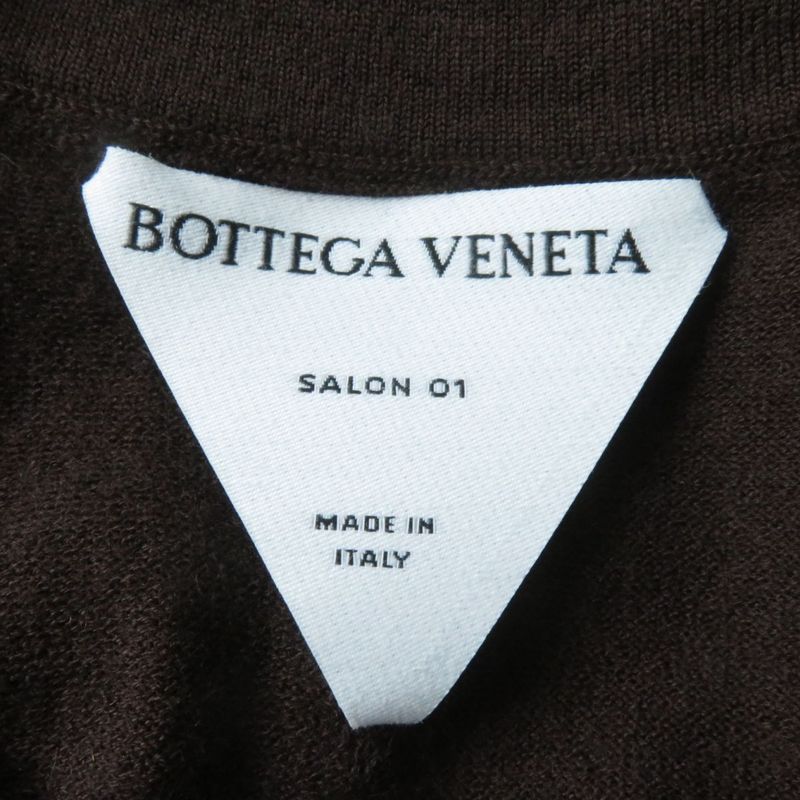 BOTTEGA VENETA
SALON 01
MADE IN
ITALY